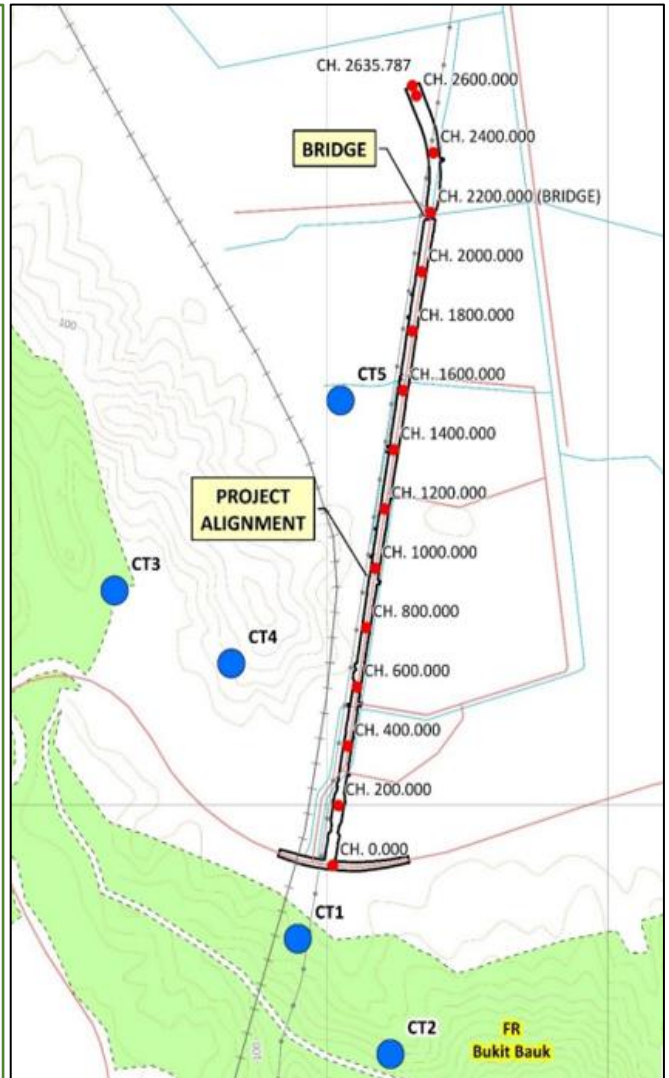 CH. 2635.787
CH. 2600.000
BRIDGE
CH. 2400.000
CH. 2200.000 (BRIDGE)
CH. 2000.000
100
CH. 1800.000
CT5
CH. 1600.000
CH. 1400.000
PROJECT
ALIGNMENT
CH. 1200.000
CH. 1000.000
CT3
CH. 800.000
CT4
CH. 600.000
CH. 400.000
CH. 200.000
CH. 0.000
CT1
CT2
FR
Bukit Bauk
100